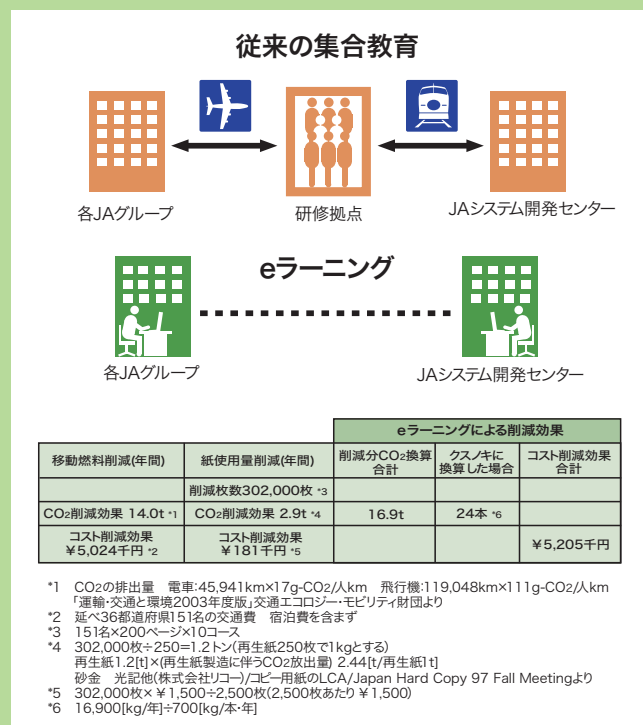 従来の集合教育
各JAグループ
研修拠点
JAシステム開発センター
eラーニング
各JAグループ
JAシステム開発センター
eラーニングによる削減効果
移動燃料削減(年間) 紙使用量削減(年間) 削減分CO2換算合計 クスノキに換算した場合 コスト削減効果合計
削減枚数302,000枚 *3
CO2削減効果 14.0t *1 CO2削減効果 2.9t *4 16.9t 24本 *6
コスト削減効果 コスト削減効果
¥5,024千円 *2 ¥181千円 *5 ¥5,205千円
*1 CO2の排出量 電車:45,941km×17g-CO2/人km 飛行機:119,048km×111g-CO2/人km
「運輸・交通と環境2003年度版」交通エコロジー・モビリティ財団より
*2 延べ36都道府県151名の交通費 宿泊費を含まず
*3 151名×200ページ×10コース
*4 302,000枚÷250=1.2トン(再生紙250枚で1kgとする)
再生紙1.2[t]×(再生紙製造に伴うCO2放出量) 2.44[t/再生紙1t]
砂金 光記他(株式会社リコー)/コピー用紙のLCA/Japan Hard Copy 97 Fall Meetingより
*5 302,000枚×¥1,500÷2,500枚(2,500枚あたり¥1,500)
*6 16,900[kg/年]÷700[kg/本・年]